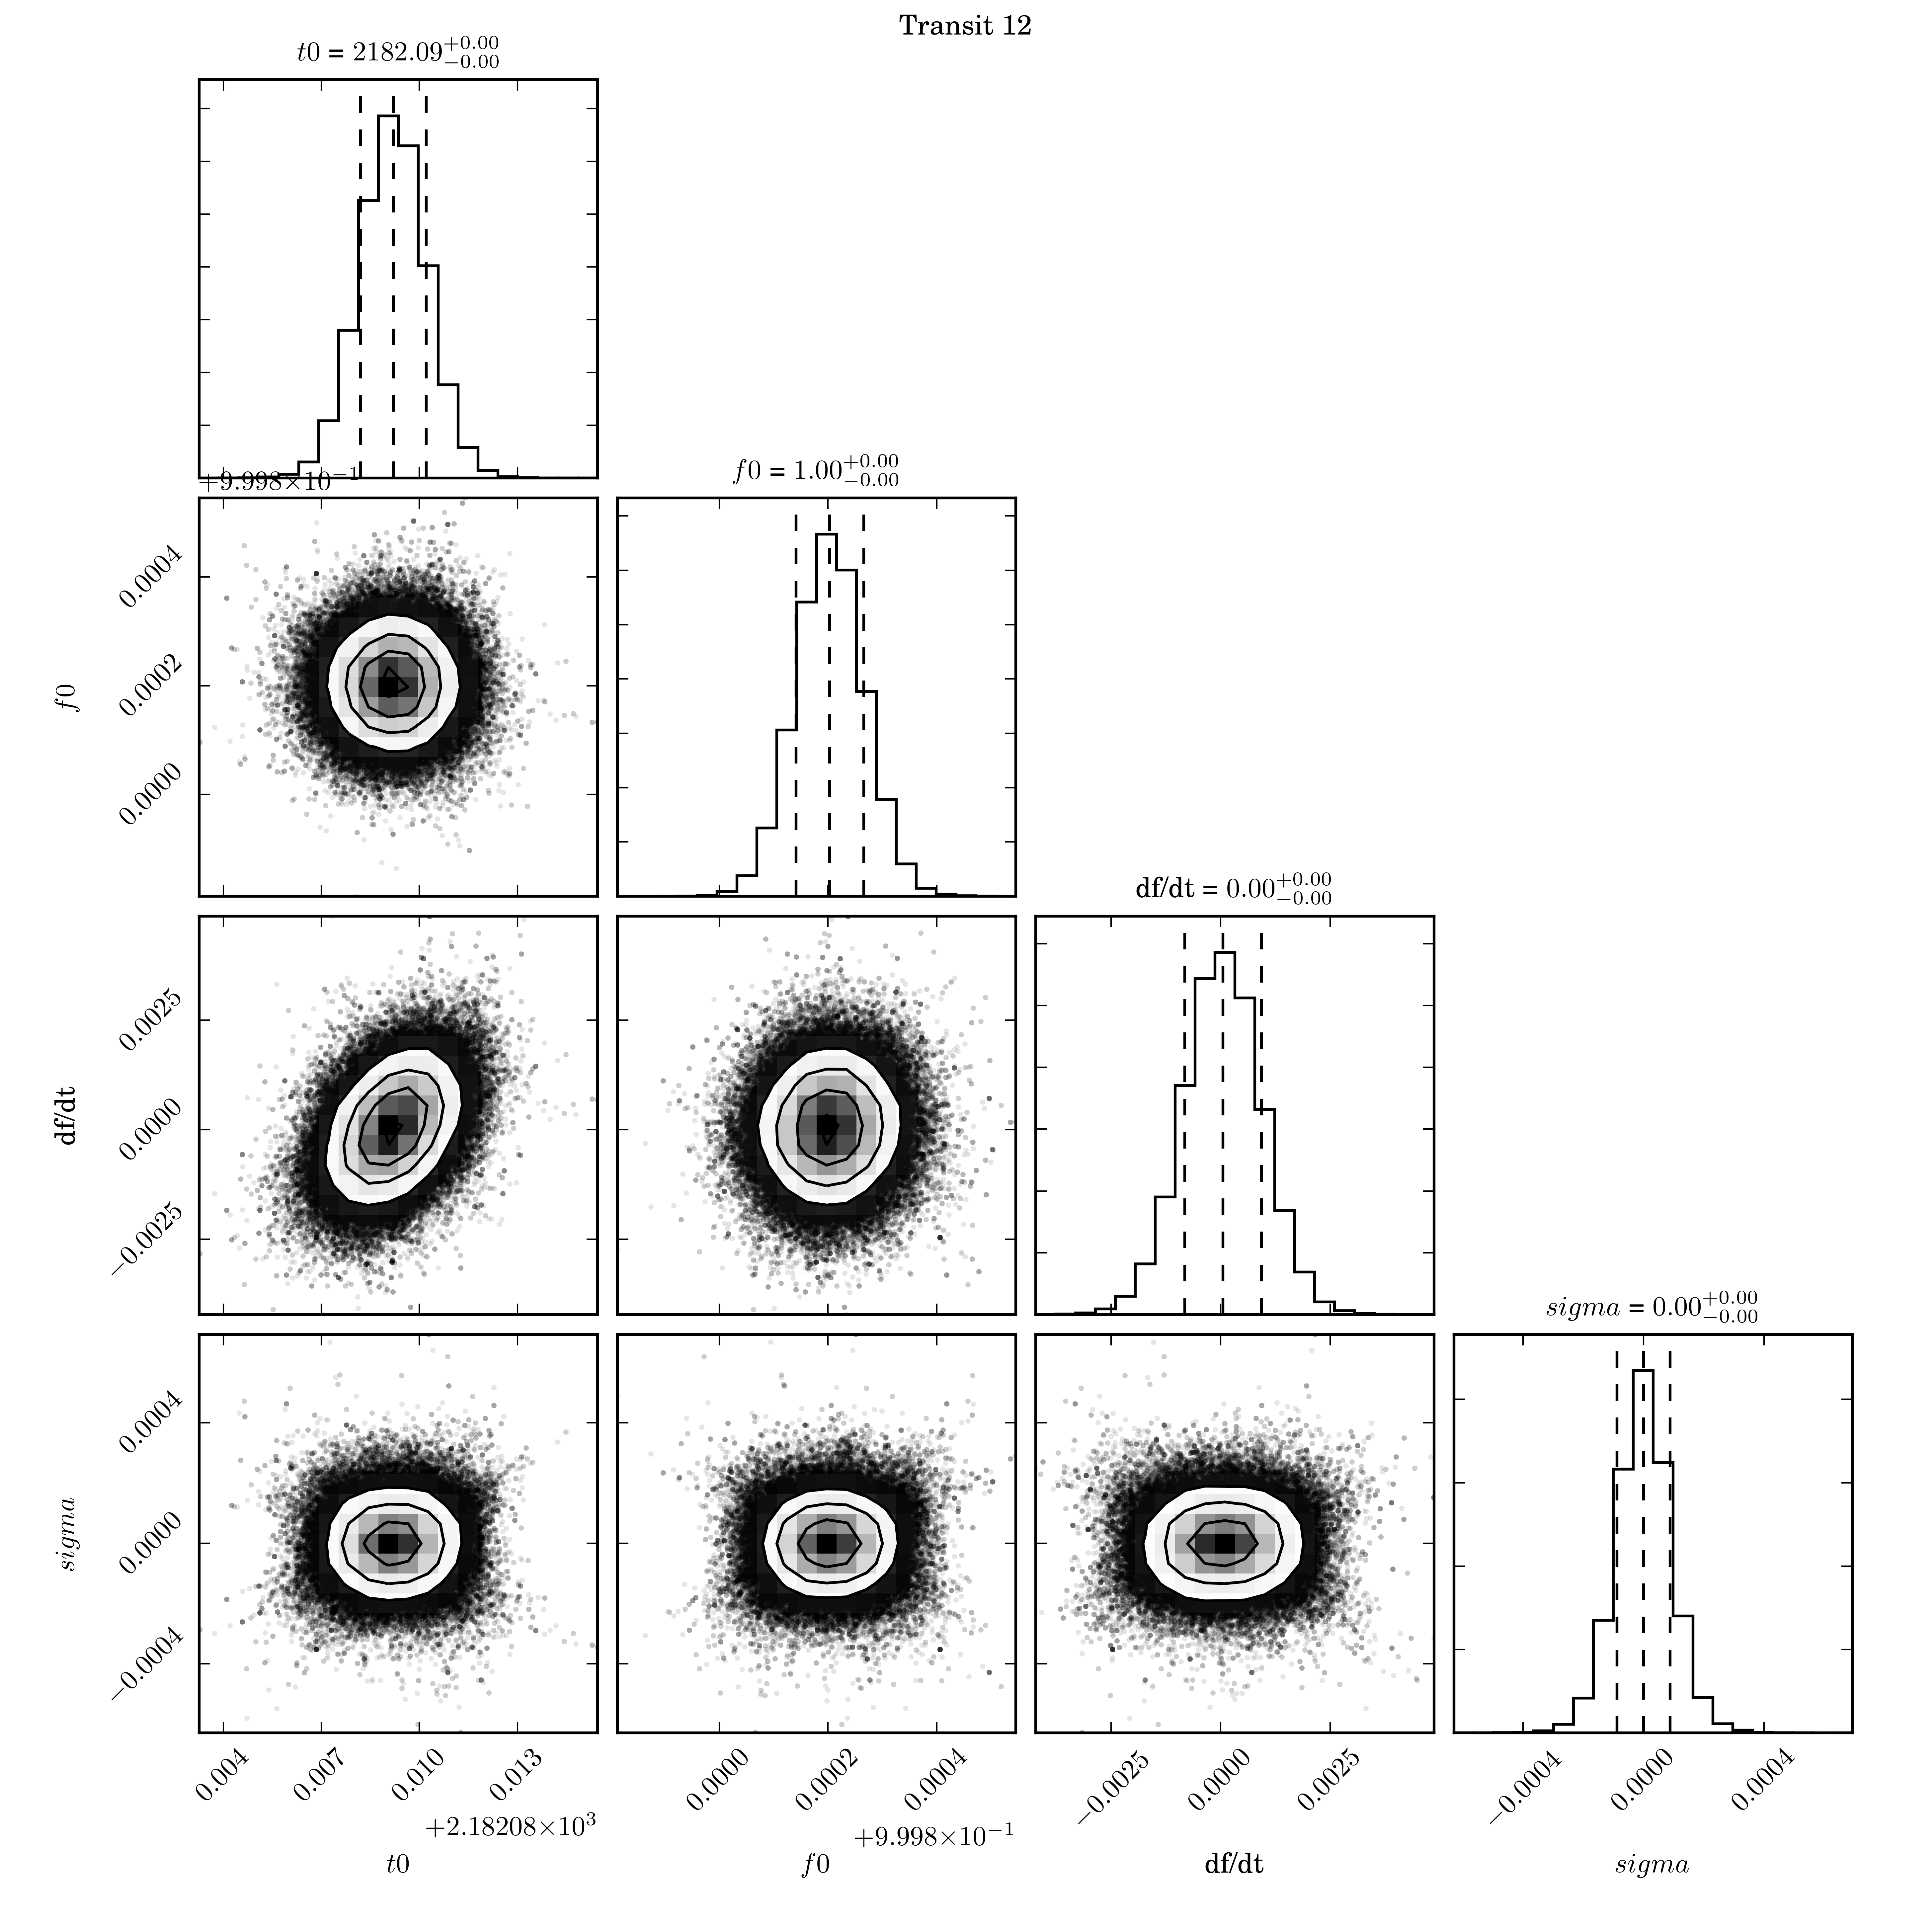 Transit 12
t0 = 2182.09+0.00 −0.00
+9.998×10−1
f0 = 1.00+0.00 −0.00
0.0004
0.0002
0.0000
f0
df/dt = 0.00+0.00 −0.00
0.0025
0.0000
−0.0025
df/dt
sigma = 0.00+0.00 −0.00
0.0004
0.0000
−0.0004
sigma
0.004 0.007 0.010 0.013
+2.18208×10³
t0
0.0000 0.0002 0.0004
+9.998×10−1
f0
−0.0025 0.0000 0.0025
df/dt
−0.0004 0.0000 0.0004
sigma